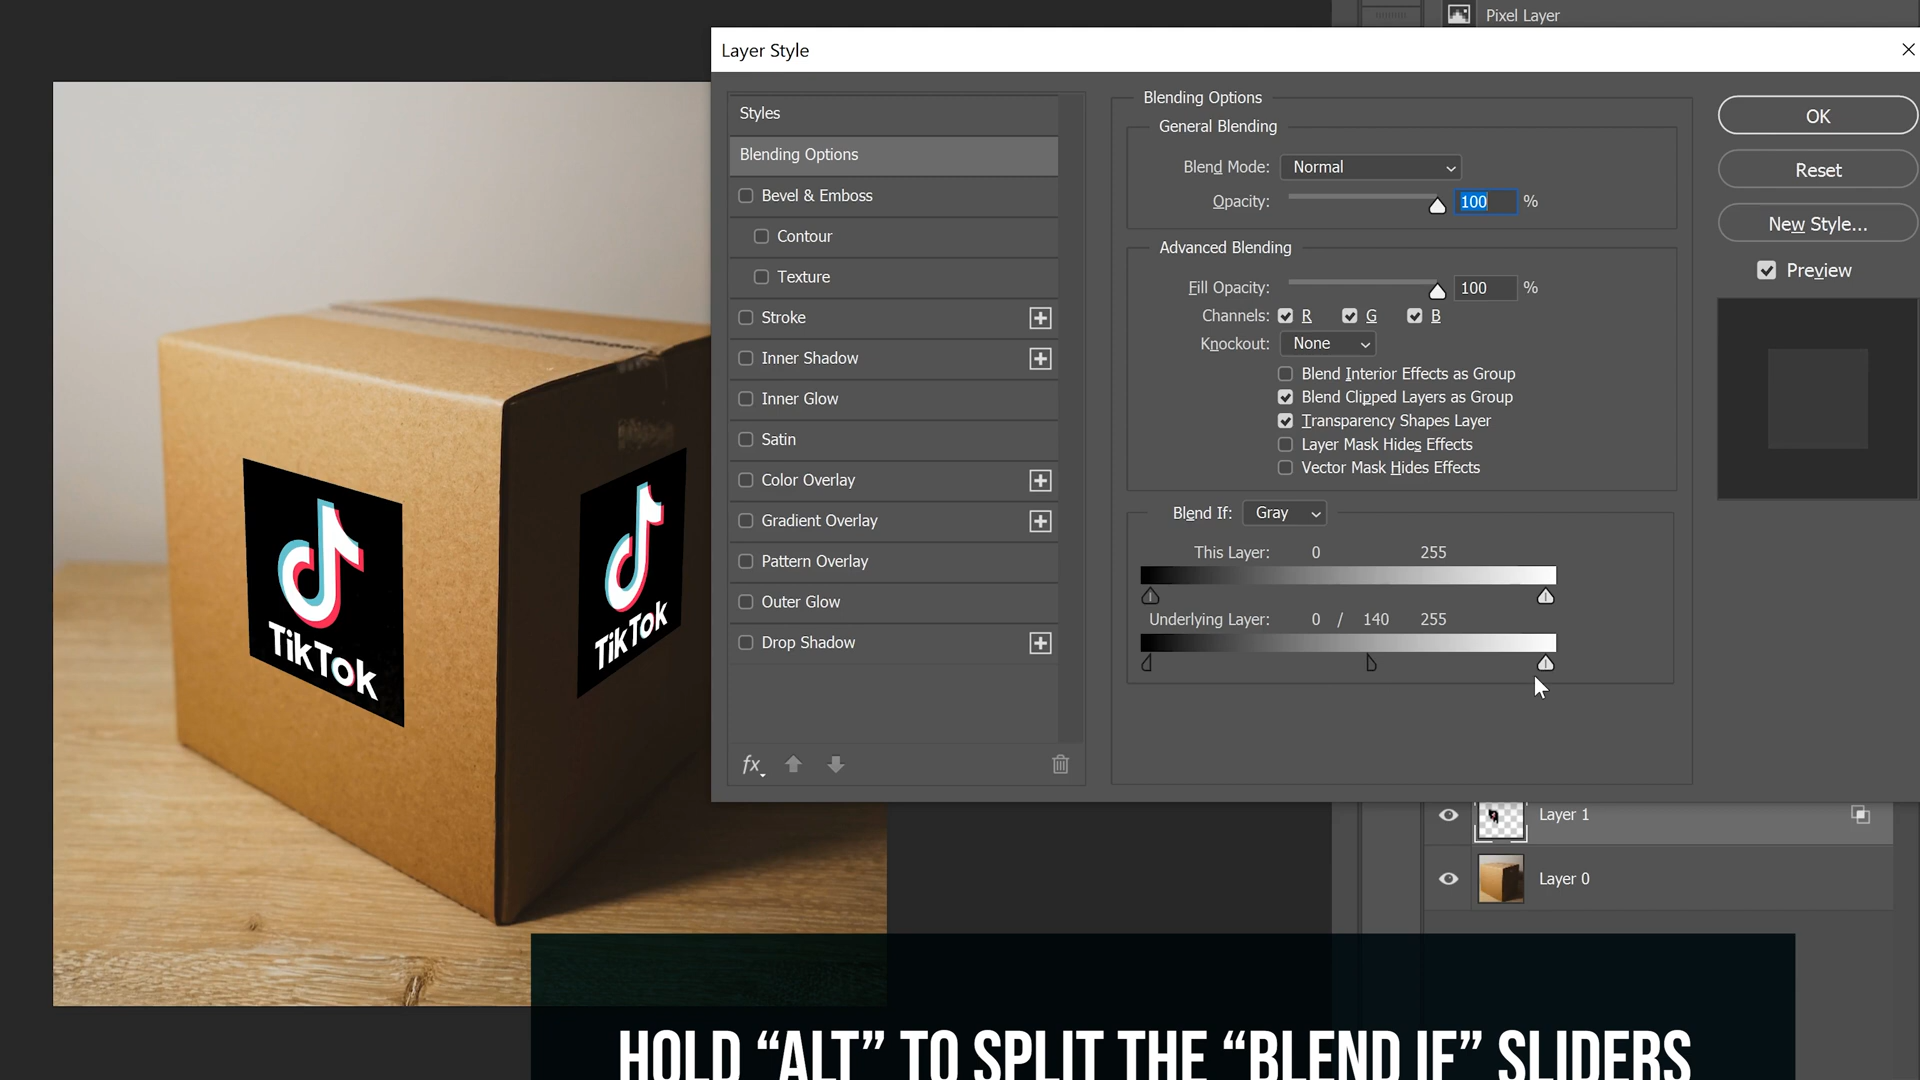 Pixel Layer
Layer Style
Styles
Blending Options
Bevel & Emboss
Contour
Texture
Stroke
Inner Shadow
Inner Glow
Satin
Color Overlay
Gradient Overlay
Pattern Overlay
Outer Glow
Drop Shadow
fx
Blending Options
General Blending
Blend Mode: Normal
Opacity: 100 %
Advanced Blending
Fill Opacity: 100 %
Channels: R G B
Knockout: None
Blend Interior Effects as Group
Blend Clipped Layers as Group
Transparency Shapes Layer
Layer Mask Hides Effects
Vector Mask Hides Effects
Blend If: Gray
This Layer: 0 255
Underlying Layer: 0 / 140 255
OK
Reset
New Style...
Preview
TikTok
TikTok
Layer 1
Layer 0
HOLD “ALT” TO SPLIT THE “BLEND IF” SLIDERS